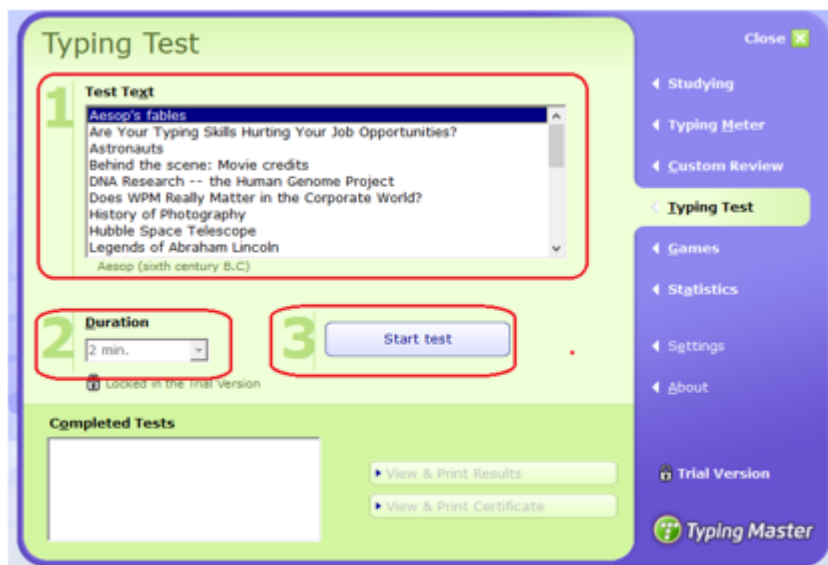 Typing Test
1
Test Text
Aesop's fables
Are Your Typing Skills Hurting Your Job Opportunities?
Astronauts
Behind the scene: Movie credits
DNA Research -- the Human Genome Project
Does WPM Really Matter in the Corporate World?
History of Photography
Hubble Space Telescope
Legends of Abraham Lincoln
Aesop (sixth century B.C)
2
Duration
2 min.
Locked in the Trial Version
3
Start test
Completed Tests
View & Print Results
View & Print Certificate
Close
Studying
Typing Meter
Custom Review
Typing Test
Games
Statistics
Settings
About
Trial Version
Typing Master